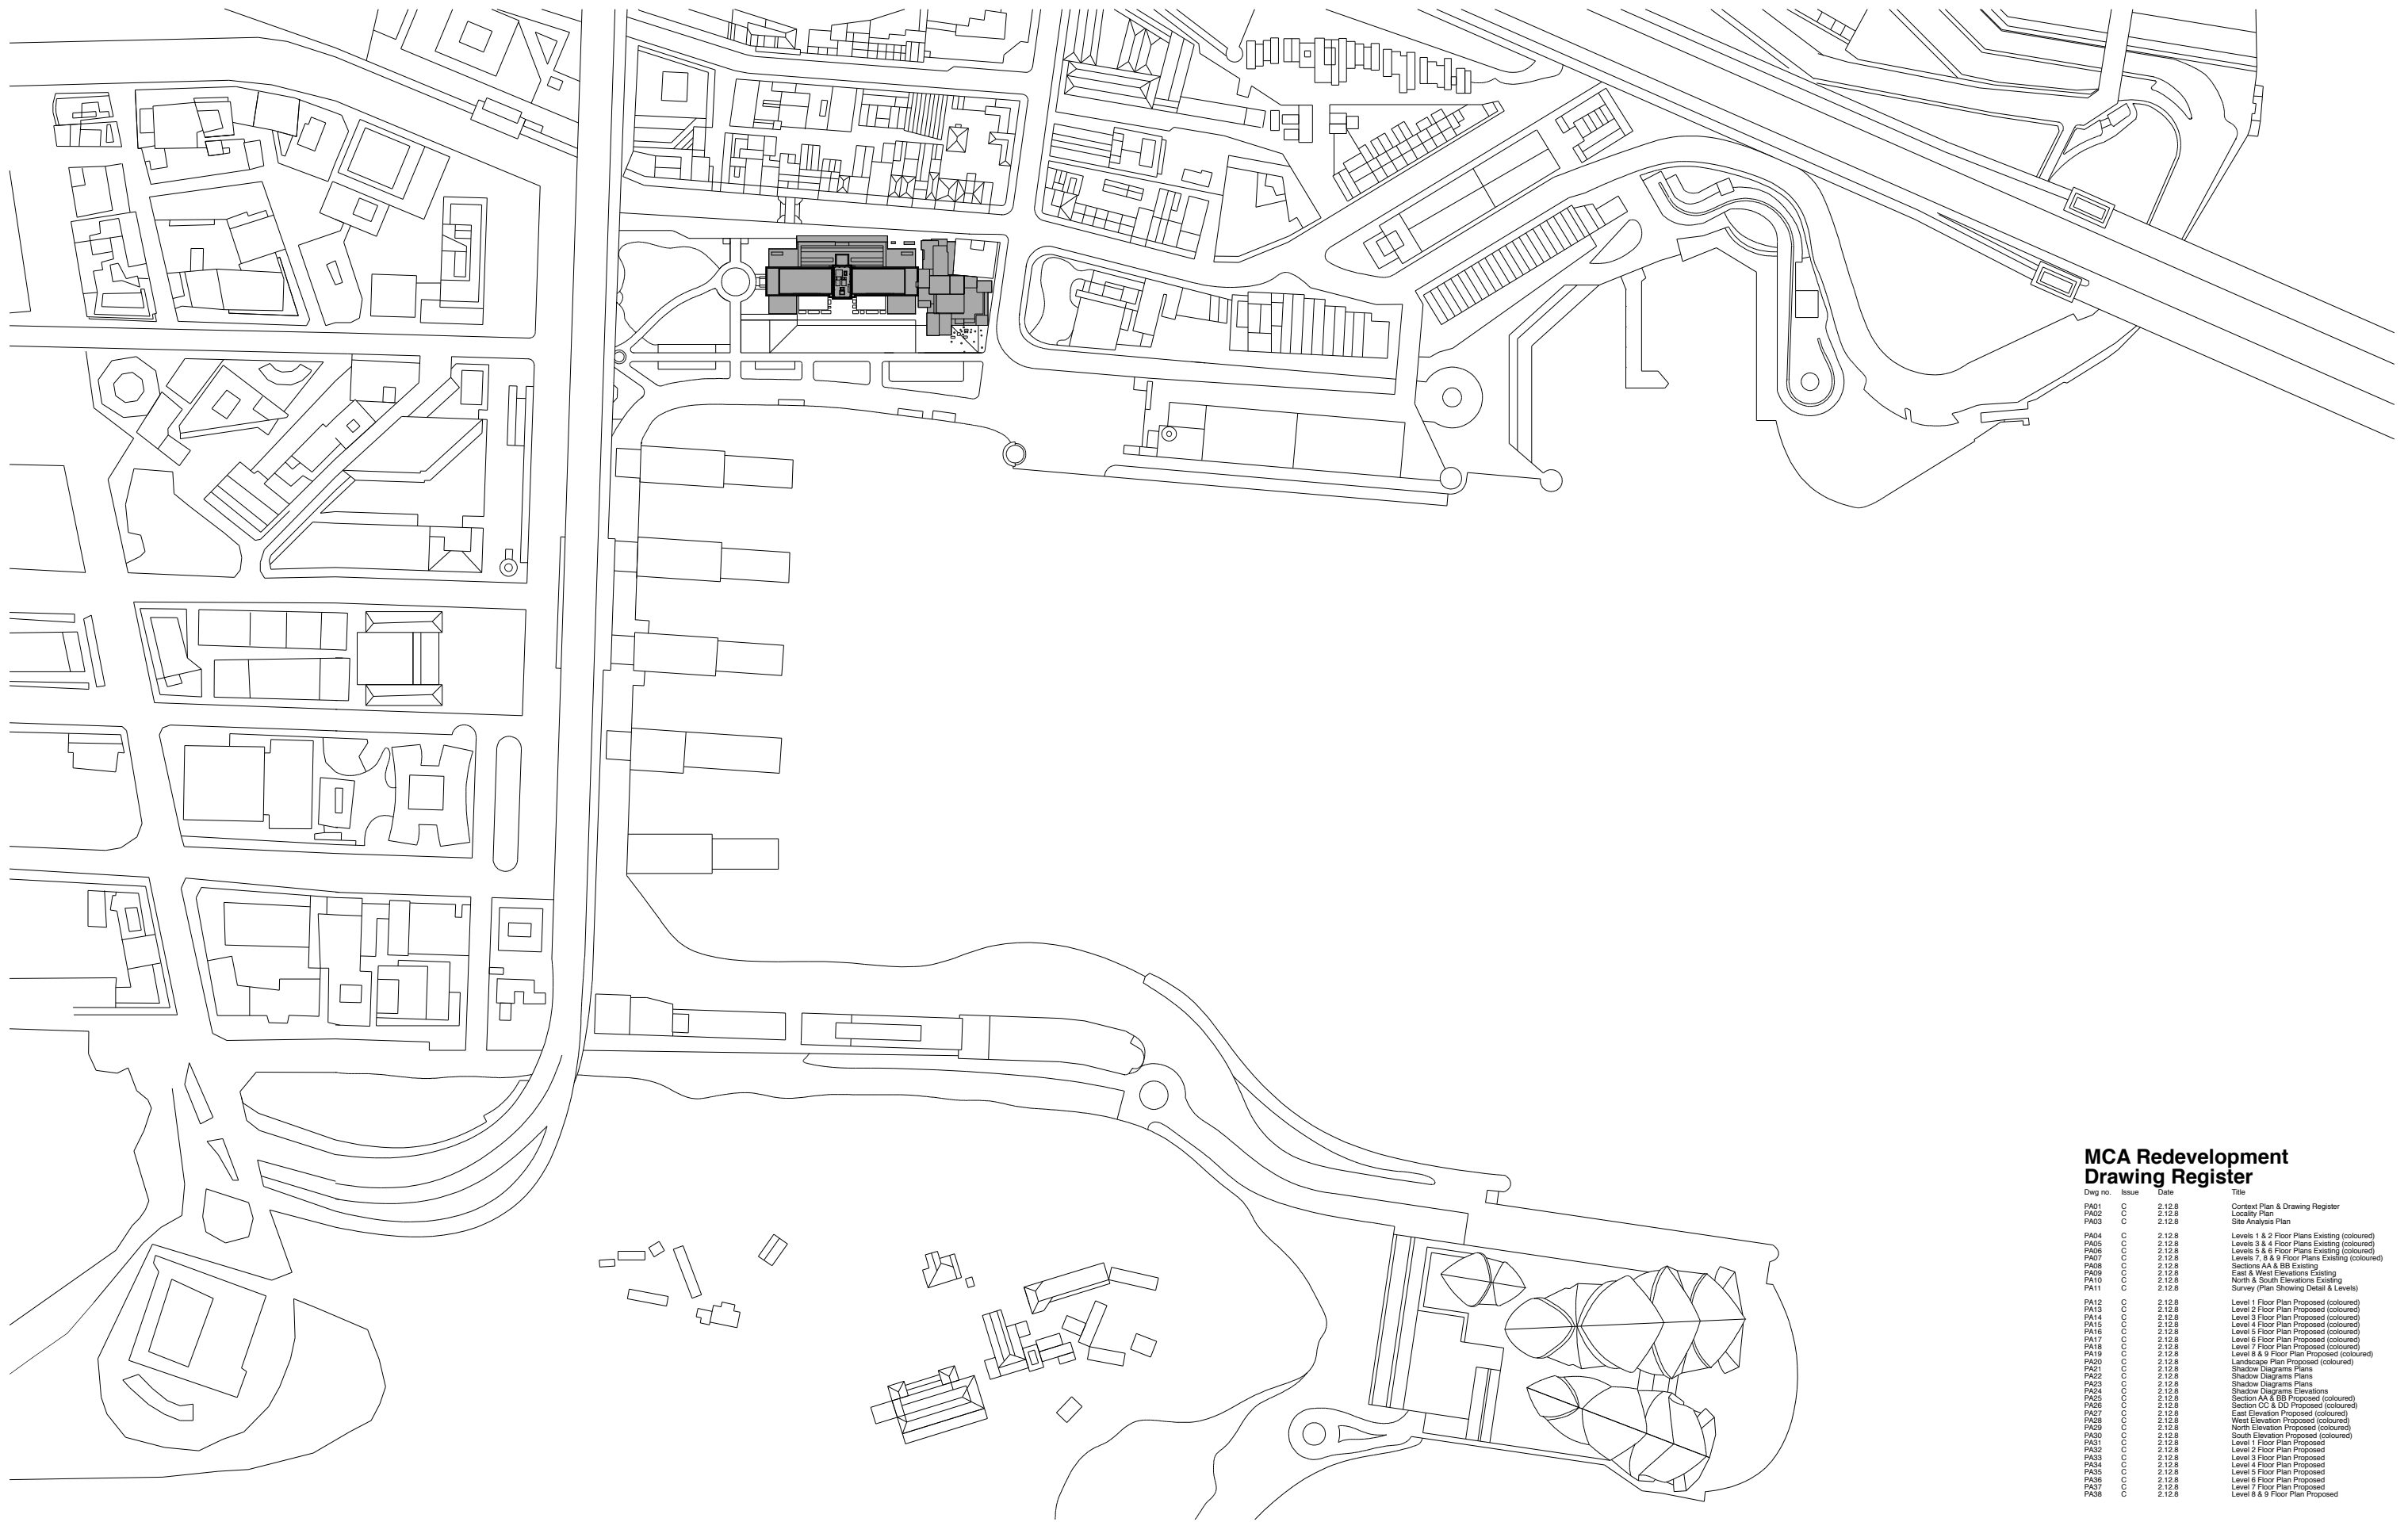 MCA Redevelopment
Drawing Register
Dwg no. Issue Date Title
PA01 C 2.12.8 Context Plan & Drawing Register
PA02 C 2.12.8 Locality Plan
PA03 C 2.12.8 Site Analysis Plan
PA04 C 2.12.8 Levels 1 & 2 Floor Plans Existing (coloured)
PA05 C 2.12.8 Levels 3 & 4 Floor Plans Existing (coloured)
PA06 C 2.12.8 Levels 5 & 6 Floor Plans Existing (coloured)
PA07 C 2.12.8 Levels 7, 8 & 9 Floor Plans Existing (coloured)
PA08 C 2.12.8 Sections AA & BB Existing
PA09 C 2.12.8 East & West Elevations Existing
PA10 C 2.12.8 North & South Elevations Existing
PA11 C 2.12.8 Survey (Plan Showing Detail & Levels)
PA12 C 2.12.8 Level 1 Floor Plan Proposed (coloured)
PA13 C 2.12.8 Level 2 Floor Plan Proposed (coloured)
PA14 C 2.12.8 Level 3 Floor Plan Proposed (coloured)
PA15 C 2.12.8 Level 4 Floor Plan Proposed (coloured)
PA16 C 2.12.8 Level 5 Floor Plan Proposed (coloured)
PA17 C 2.12.8 Level 6 Floor Plan Proposed (coloured)
PA18 C 2.12.8 Level 7 Floor Plan Proposed (coloured)
PA19 C 2.12.8 Level 8 & 9 Floor Plan Proposed (coloured)
PA20 C 2.12.8 Landscape Plan Proposed (coloured)
PA21 C 2.12.8 Shadow Diagrams Plans
PA22 C 2.12.8 Shadow Diagrams Plans
PA23 C 2.12.8 Shadow Diagrams Plans
PA24 C 2.12.8 Shadow Diagrams Elevations
PA25 C 2.12.8 Section AA & BB Proposed (coloured)
PA26 C 2.12.8 Section CC & DD Proposed (coloured)
PA27 C 2.12.8 East Elevation Proposed (coloured)
PA28 C 2.12.8 West Elevation Proposed (coloured)
PA29 C 2.12.8 North Elevation Proposed (coloured)
PA30 C 2.12.8 South Elevation Proposed (coloured)
PA31 C 2.12.8 Level 1 Floor Plan Proposed
PA32 C 2.12.8 Level 2 Floor Plan Proposed
PA33 C 2.12.8 Level 3 Floor Plan Proposed
PA34 C 2.12.8 Level 4 Floor Plan Proposed
PA35 C 2.12.8 Level 5 Floor Plan Proposed
PA36 C 2.12.8 Level 6 Floor Plan Proposed
PA37 C 2.12.8 Level 7 Floor Plan Proposed
PA38 C 2.12.8 Level 8 & 9 Floor Plan Proposed